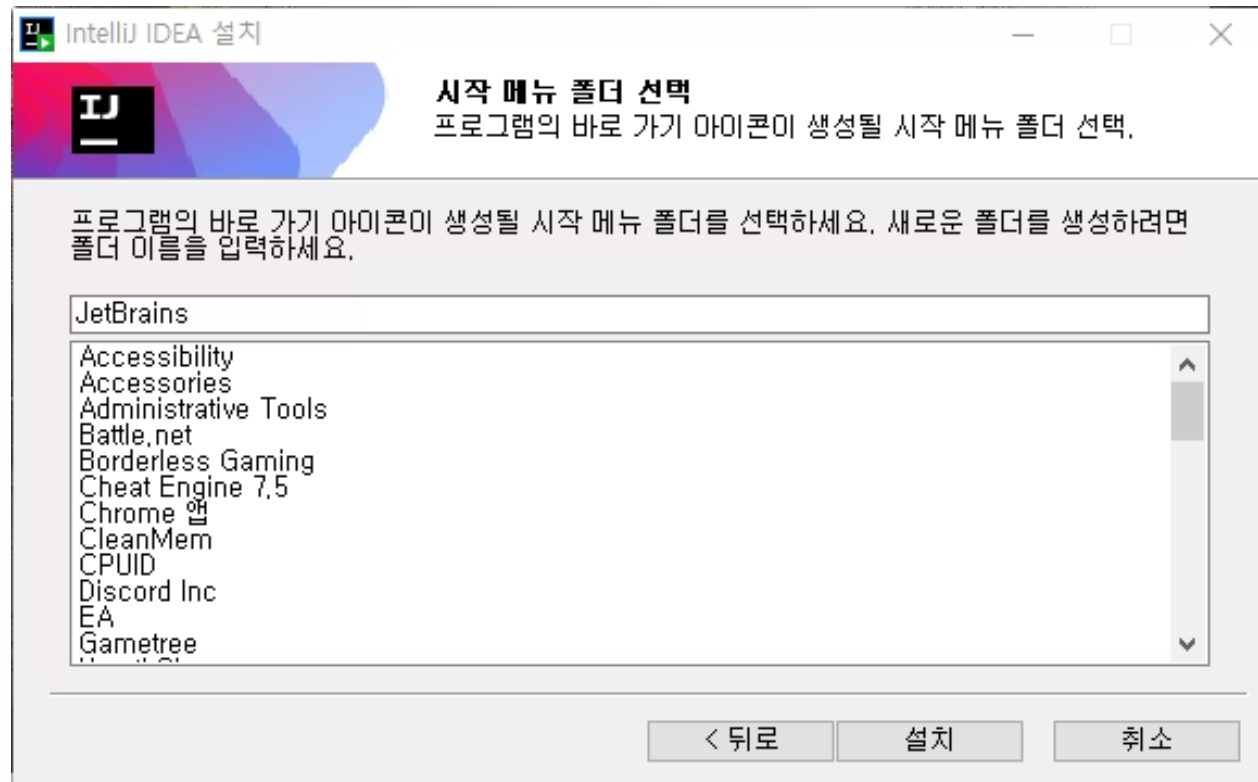 IntelliJ IDEA 설치
IJ
시작 메뉴 폴더 선택
프로그램의 바로 가기 아이콘이 생성될 시작 메뉴 폴더 선택.
프로그램의 바로 가기 아이콘이 생성될 시작 메뉴 폴더를 선택하세요. 새로운 폴더를 생성하려면
폴더 이름을 입력하세요.
JetBrains
Accessibility
Accessories
Administrative Tools
Battle.net
Borderless Gaming
Cheat Engine 7.5
Chrome 앱
CleanMem
CPUID
Discord Inc
EA
Gametree
< 뒤로 설치 취소